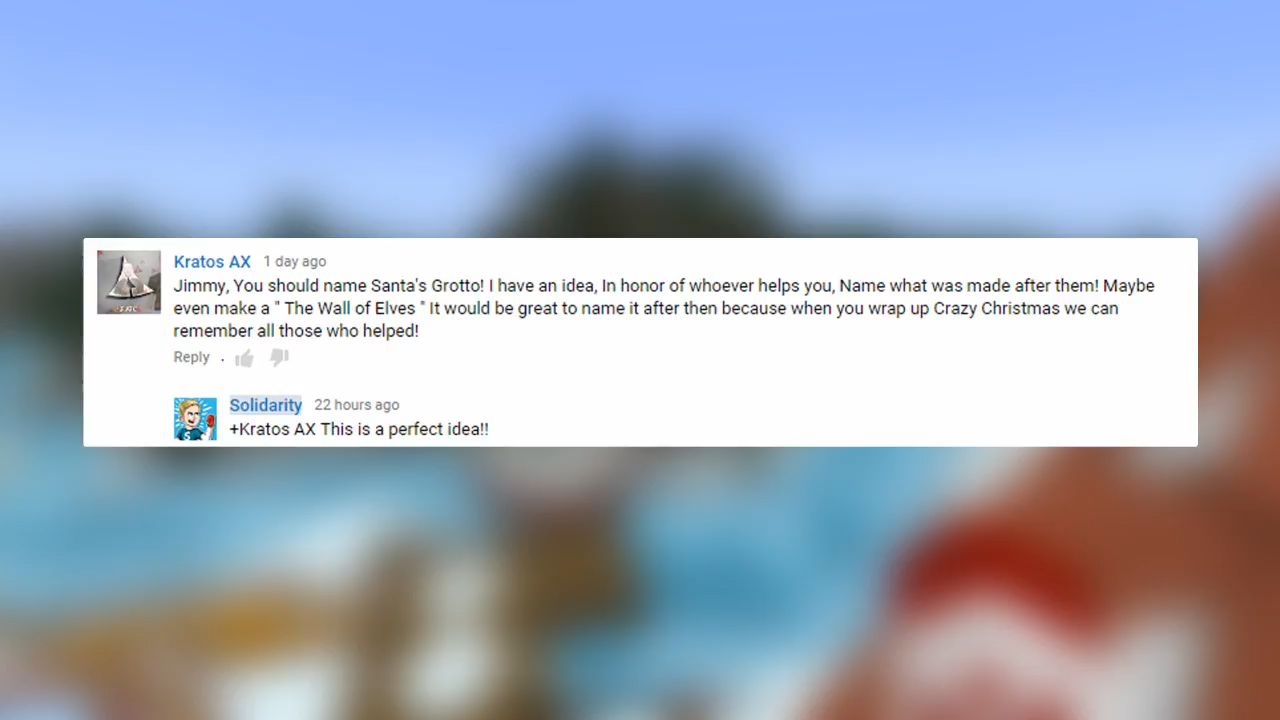 Kratos AX 1 day ago
Jimmy, You should name Santa's Grotto! I have an idea, In honor of whoever helps you, Name what was made after them! Maybe
even make a " The Wall of Elves " It would be great to name it after then because when you wrap up Crazy Christmas we can
remember all those who helped!
Reply .
Solidarity 22 hours ago
+Kratos AX This is a perfect idea!!